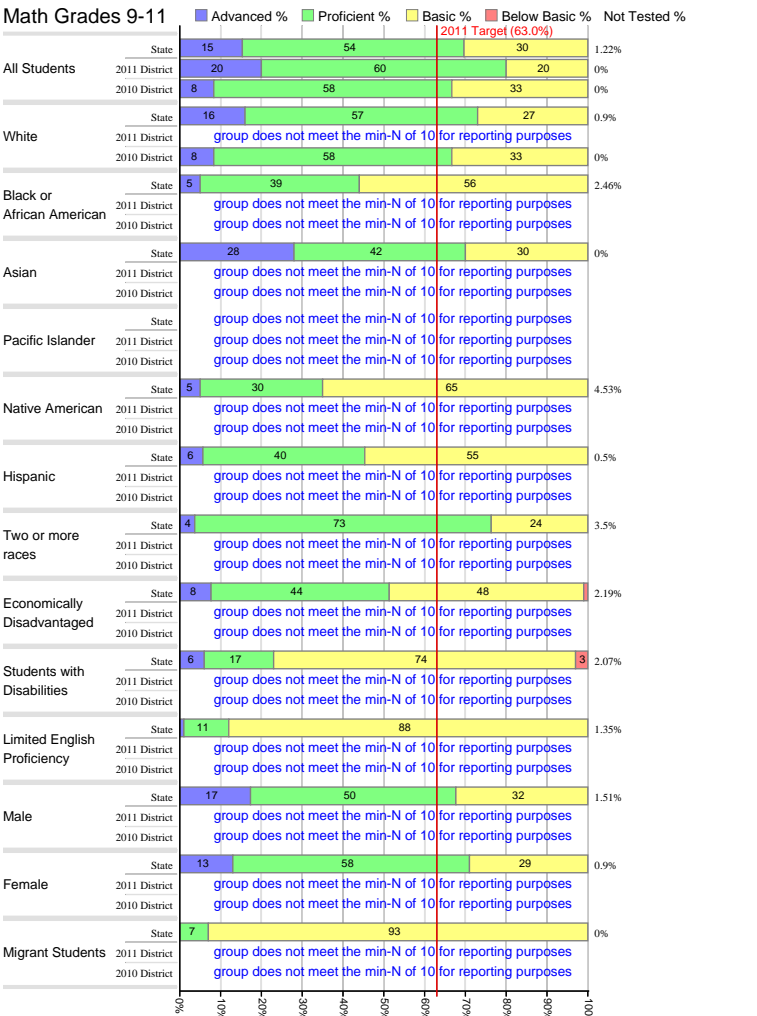 Math Grades 9-11 Advanced % Proficient % Basic % Below Basic % Not Tested %
2011 Target (63.0%)
All Students
State 15 54 30 1.22%
2011 District 20 60 20 0%
2010 District 8 58 33 0%
White
State 16 57 27 0.9%
2011 District group does not meet the min-N of 10 for reporting purposes
2010 District 8 58 33 0%
Black or
African American
State 5 39 56 2.46%
2011 District group does not meet the min-N of 10 for reporting purposes
2010 District group does not meet the min-N of 10 for reporting purposes
Asian
State 28 42 30 0%
2011 District group does not meet the min-N of 10 for reporting purposes
2010 District group does not meet the min-N of 10 for reporting purposes
Pacific Islander
State group does not meet the min-N of 10 for reporting purposes
2011 District group does not meet the min-N of 10 for reporting purposes
2010 District group does not meet the min-N of 10 for reporting purposes
Native American
State 5 30 65 4.53%
2011 District group does not meet the min-N of 10 for reporting purposes
2010 District group does not meet the min-N of 10 for reporting purposes
Hispanic
State 6 40 55 0.5%
2011 District group does not meet the min-N of 10 for reporting purposes
2010 District group does not meet the min-N of 10 for reporting purposes
Two or more
races
State 4 73 24 3.5%
2011 District group does not meet the min-N of 10 for reporting purposes
2010 District group does not meet the min-N of 10 for reporting purposes
Economically
Disadvantaged
State 8 44 48 2.19%
2011 District group does not meet the min-N of 10 for reporting purposes
2010 District group does not meet the min-N of 10 for reporting purposes
Students with
Disabilities
State 6 17 74 3 2.07%
2011 District group does not meet the min-N of 10 for reporting purposes
2010 District group does not meet the min-N of 10 for reporting purposes
Limited English
Proficiency
State 11 88 1.35%
2011 District group does not meet the min-N of 10 for reporting purposes
2010 District group does not meet the min-N of 10 for reporting purposes
Male
State 17 50 32 1.51%
2011 District group does not meet the min-N of 10 for reporting purposes
2010 District group does not meet the min-N of 10 for reporting purposes
Female
State 13 58 29 0.9%
2011 District group does not meet the min-N of 10 for reporting purposes
2010 District group does not meet the min-N of 10 for reporting purposes
Migrant Students
State 7 93 0%
2011 District group does not meet the min-N of 10 for reporting purposes
2010 District group does not meet the min-N of 10 for reporting purposes
0% 10% 20% 30% 40% 50% 60% 70% 80% 90% 100